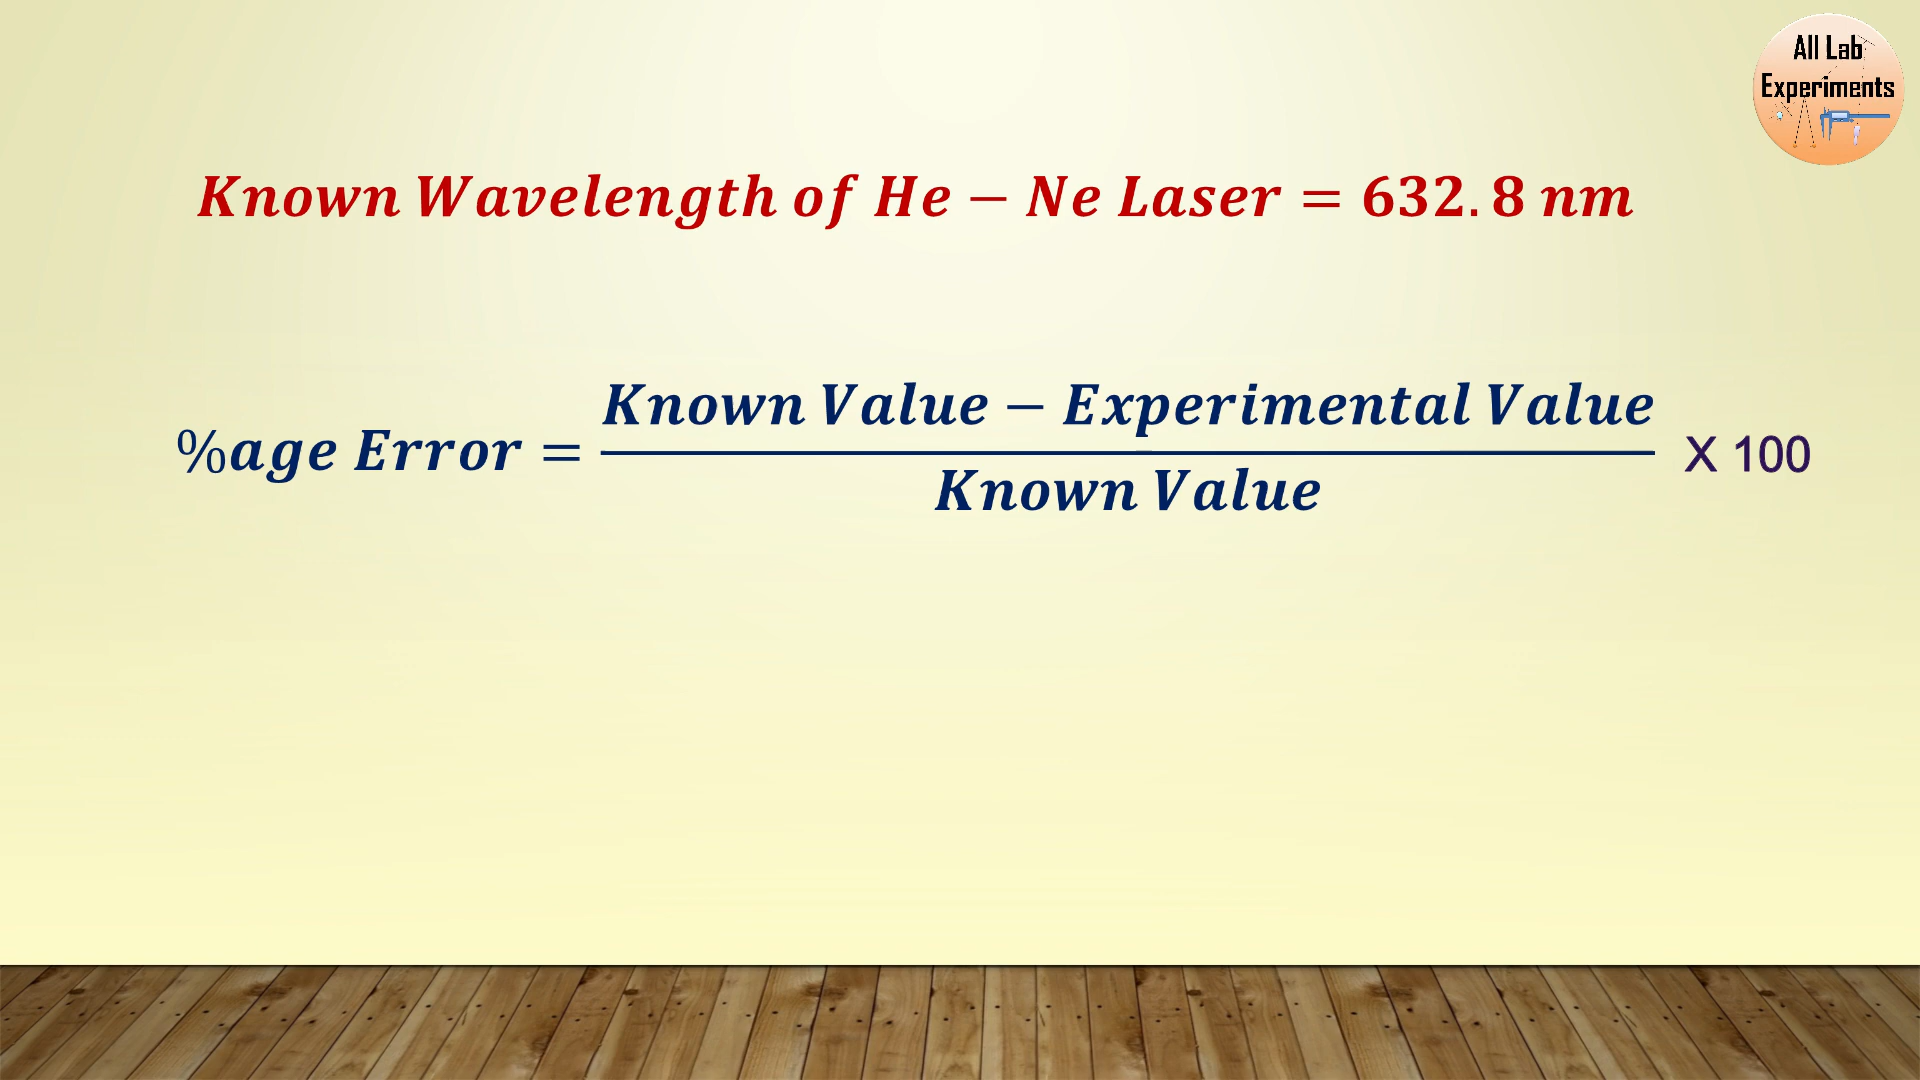 All Lab
Experiments
Known Wavelength of He − Ne Laser = 632.8 nm
%age Error = Known Value − Experimental Value / Known Value X 100